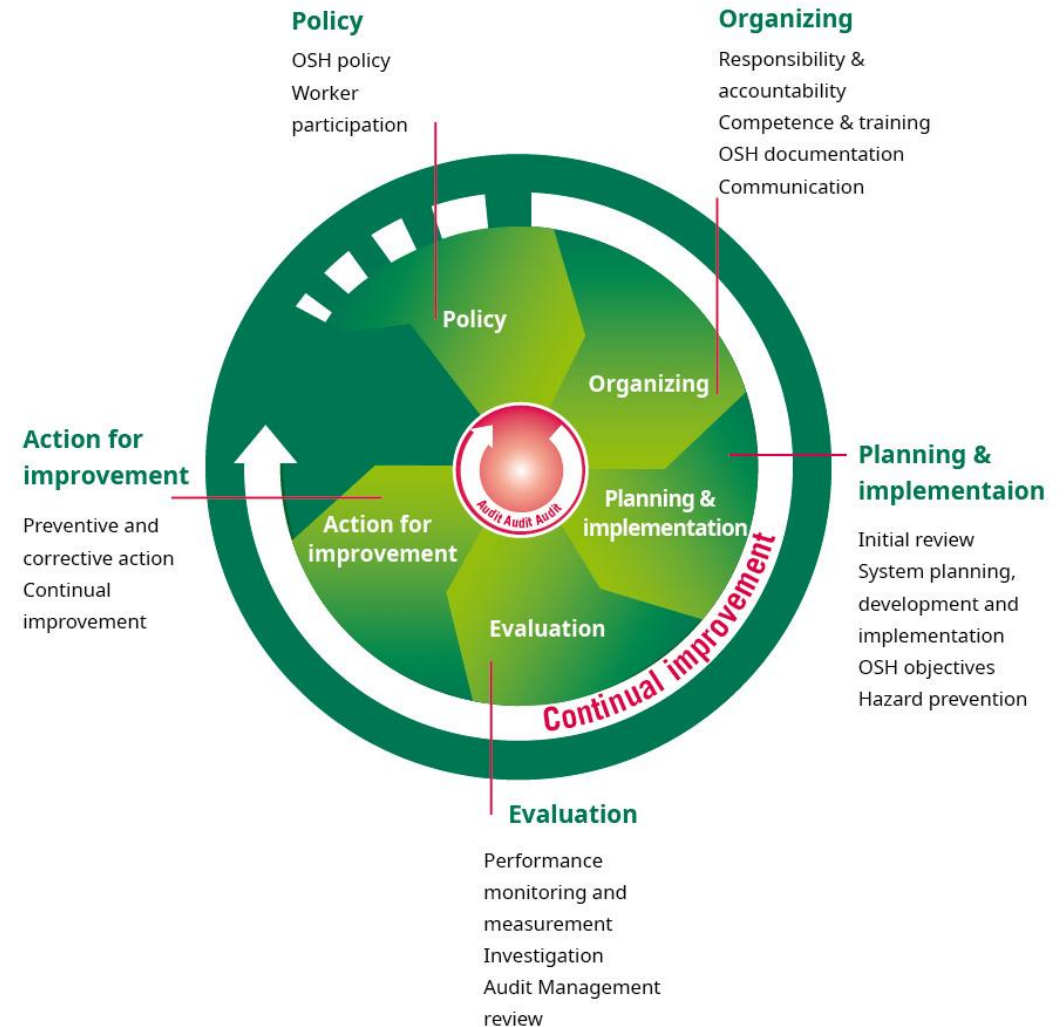 Policy
OSH policy
Worker
participation
Organizing
Responsibility &
accountability
Competence & training
OSH documentation
Communication
Policy
Organizing
Planning &
implementation
Evaluation
Action for
improvement
Audit Audit Audit
Continual improvement
Action for
improvement
Preventive and
corrective action
Continual
improvement
Planning &
implementaion
Initial review
System planning,
development and
implementation
OSH objectives
Hazard prevention
Evaluation
Performance
monitoring and
measurement
Investigation
Audit Management
review